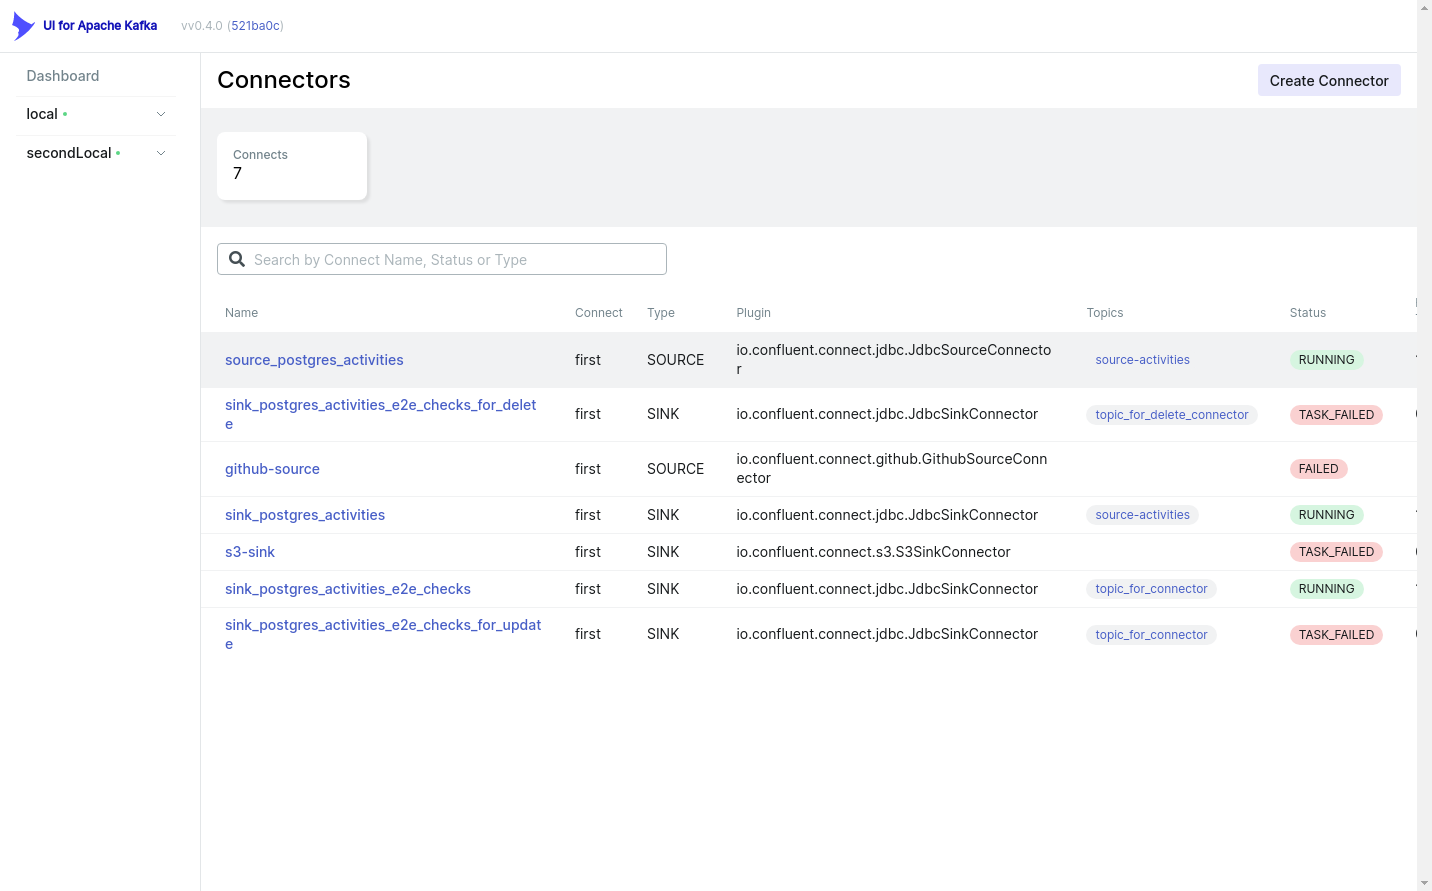 UI for Apache Kafka vv0.4.0 (521ba0c)
Dashboard
local
secondLocal
Connectors
Create Connector
Connects
7
Search by Connect Name, Status or Type
Name Connect Type Plugin Topics Status
source_postgres_activities first SOURCE io.confluent.connect.jdbc.JdbcSourceConnecto
r source-activities RUNNING
sink_postgres_activities_e2e_checks_for_delet
e first SINK io.confluent.connect.jdbc.JdbcSinkConnector topic_for_delete_connector TASK_FAILED
github-source first SOURCE io.confluent.connect.github.GithubSourceConn
ector FAILED
sink_postgres_activities first SINK io.confluent.connect.jdbc.JdbcSinkConnector source-activities RUNNING
s3-sink first SINK io.confluent.connect.s3.S3SinkConnector TASK_FAILED
sink_postgres_activities_e2e_checks first SINK io.confluent.connect.jdbc.JdbcSinkConnector topic_for_connector RUNNING
sink_postgres_activities_e2e_checks_for_updat
e first SINK io.confluent.connect.jdbc.JdbcSinkConnector topic_for_connector TASK_FAILED